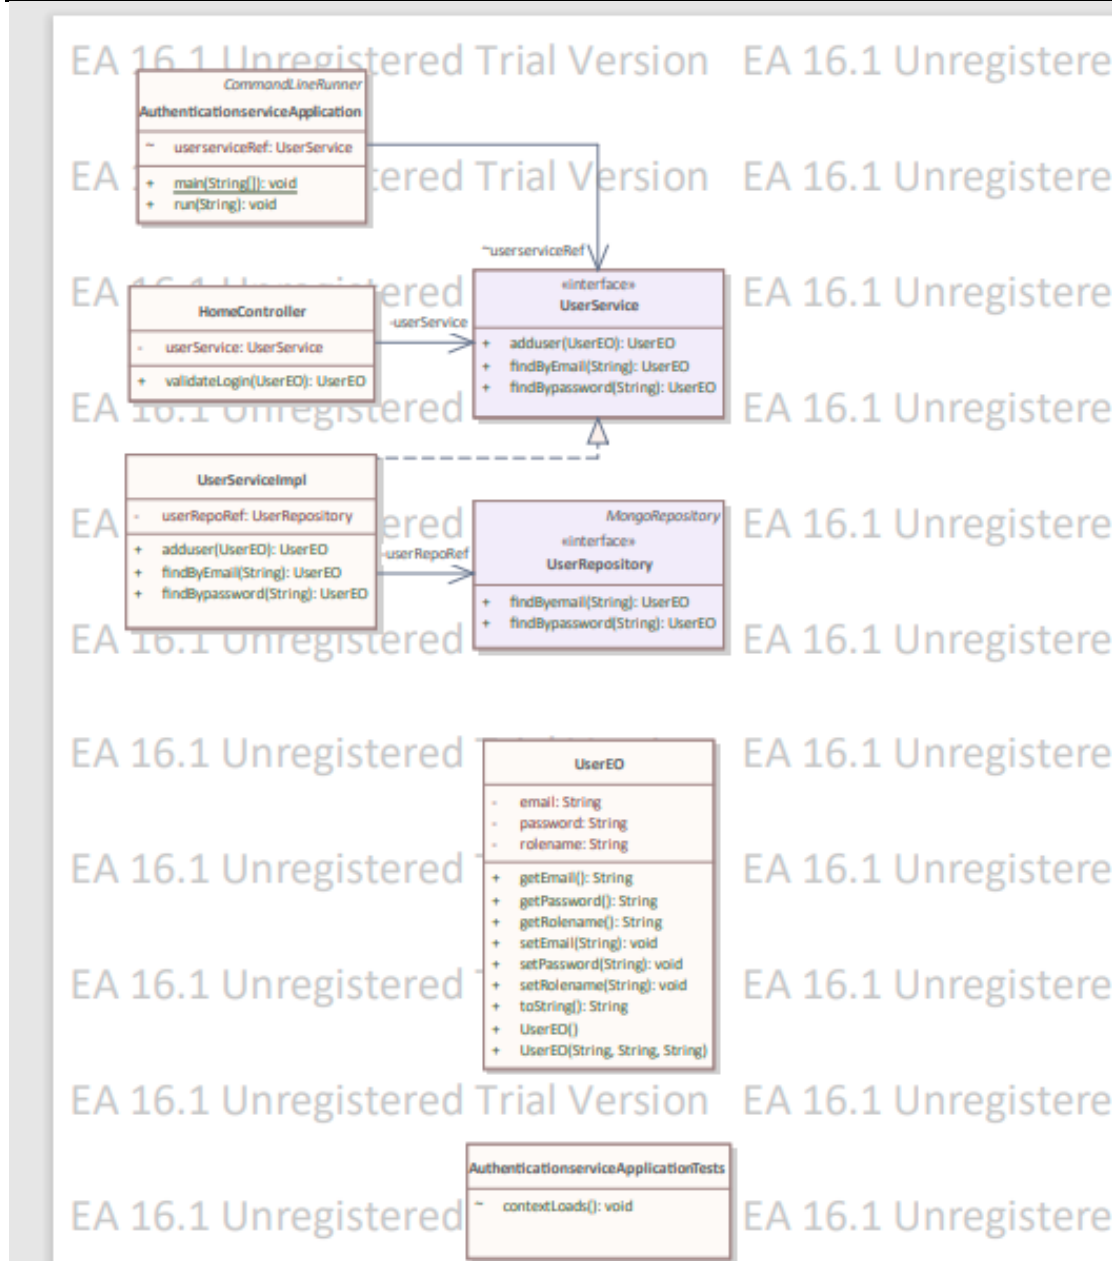 EA 16.1 Unregistered Trial Version EA 16.1 Unregistere
CommandLineRunner
AuthenticationserviceApplication
~ userserviceRef: UserService
EA 16.1 Unregistered Trial Version EA 16.1 Unregistere
+ main(String[]): void
+ run(String): void
~userserviceRef
EA 16.1 Unregistered EA 16.1 Unregistere
HomeController
- userService: UserService
+ validateLogin(UserEO): UserEO
-userService
«interface»
UserService
+ adduser(UserEO): UserEO
+ findByEmail(String): UserEO
+ findBypassword(String): UserEO
EA 16.1 Unregistered EA 16.1 Unregistere
UserServiceImpl
- userRepoRef: UserRepository
+ adduser(UserEO): UserEO
+ findByEmail(String): UserEO
+ findBypassword(String): UserEO
EA ered EA 16.1 Unregistere
-userRepoRef
MongoRepository
«interface»
UserRepository
+ findByemail(String): UserEO
+ findBypassword(String): UserEO
EA 16.1 Unregistered EA 16.1 Unregistere
EA 16.1 Unregistered EA 16.1 Unregistere
UserEO
- email: String
- password: String
- rolename: String
EA 16.1 Unregistered EA 16.1 Unregistere
+ getEmail(): String
+ getPassword(): String
+ getRolename(): String
+ setEmail(String): void
+ setPassword(String): void
+ setRolename(String): void
+ toString(): String
+ UserEO()
+ UserEO(String, String, String)
EA 16.1 Unregistered EA 16.1 Unregistere
EA 16.1 Unregistered Trial Version EA 16.1 Unregistere
AuthenticationserviceApplicationTests
~ contextLoads(): void
EA 16.1 Unregistered EA 16.1 Unregistere